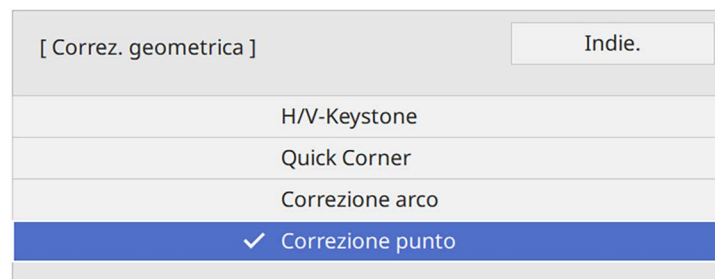 [ Correz. geometrica ]
Indie.
H/V-Keystone
Quick Corner
Correzione arco
Correzione punto